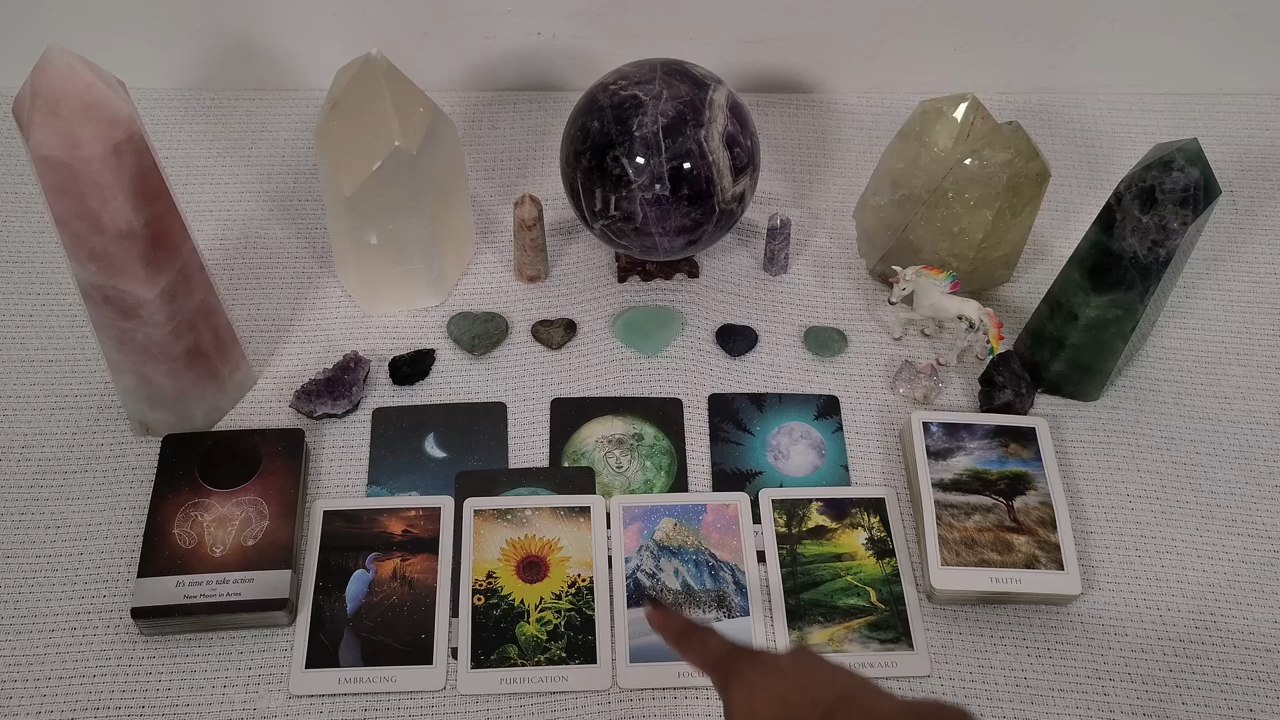 It's time to take action
New Moon in Aries
EMBRACING
PURIFICATION
FORWARD
TRUTH